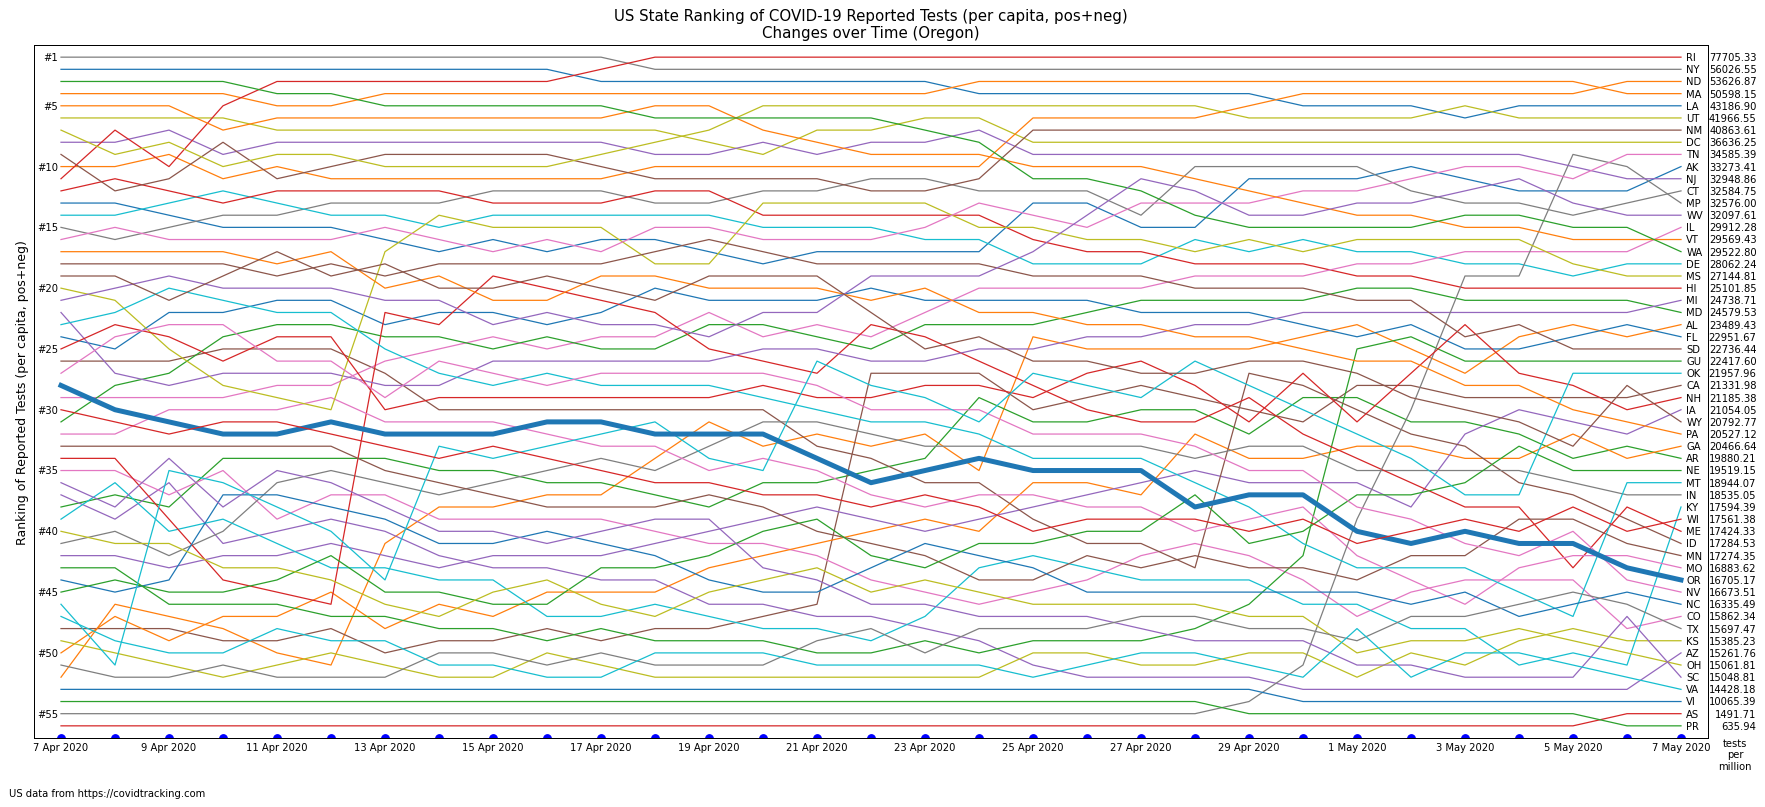 US State Ranking of COVID-19 Reported Tests (per capita, pos+neg)
Changes over Time (Oregon)
Ranking of Reported Tests (per capita, pos+neg)
#1
#5
#10
#15
#20
#25
#30
#35
#40
#45
#50
#55
RI 77705.33
NY 56026.55
ND 53626.87
MA 50598.15
LA 43186.90
UT 41966.55
NM 40863.61
DC 36636.25
TN 34585.39
AK 33273.41
NJ 32948.86
CT 32584.75
MP 32576.00
WV 32097.61
IL 29912.28
VT 29569.43
WA 29522.80
DE 28062.24
MS 27144.81
HI 25101.85
MI 24738.71
MD 24579.53
AL 23489.43
FL 22951.67
SD 22736.44
GU 22417.60
OK 21957.96
CA 21331.98
NH 21185.38
IA 21054.05
WY 20792.77
PA 20527.12
GA 20466.64
AR 19880.21
NE 19519.15
MT 18944.07
IN 18535.05
KY 17594.39
WI 17561.38
ME 17424.33
ID 17284.53
MN 17274.35
MO 16883.62
OR 16705.17
NV 16673.51
NC 16335.49
CO 15862.34
TX 15697.47
KS 15385.23
AZ 15261.76
OH 15061.81
SC 15048.81
VA 14428.18
VI 10065.39
AS 1491.71
PR 635.94
7 Apr 2020
9 Apr 2020
11 Apr 2020
13 Apr 2020
15 Apr 2020
17 Apr 2020
19 Apr 2020
21 Apr 2020
23 Apr 2020
25 Apr 2020
27 Apr 2020
29 Apr 2020
1 May 2020
3 May 2020
5 May 2020
7 May 2020
tests
per
million
US data from https://covidtracking.com